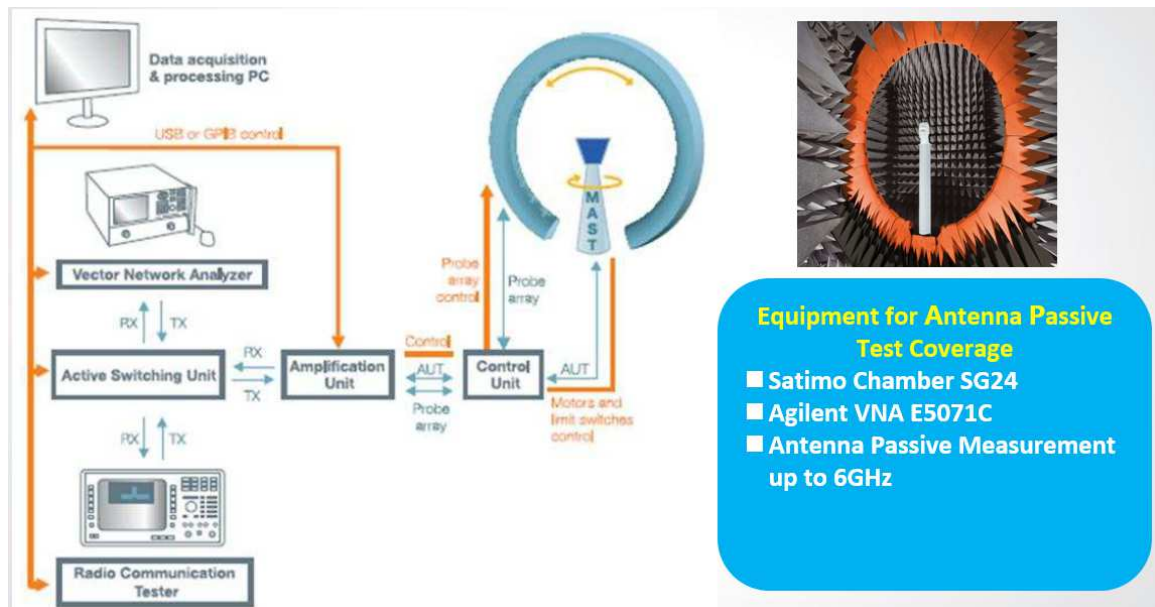 Data acquisition
& processing PC
USB or GPIB control
Vector Network Analyzer
RX
TX
Active Switching Unit
RX
TX
Amplification
Unit
Control
AUT
Probe
array
Control
Unit
Probe
array
control
Probe
array
MAST
AUT
Motors and
limit switches
control
RX
TX
Radio Communication
Tester
Equipment for Antenna Passive
Test Coverage
■ Satimo Chamber SG24
■ Agilent VNA E5071C
■ Antenna Passive Measurement
up to 6GHz